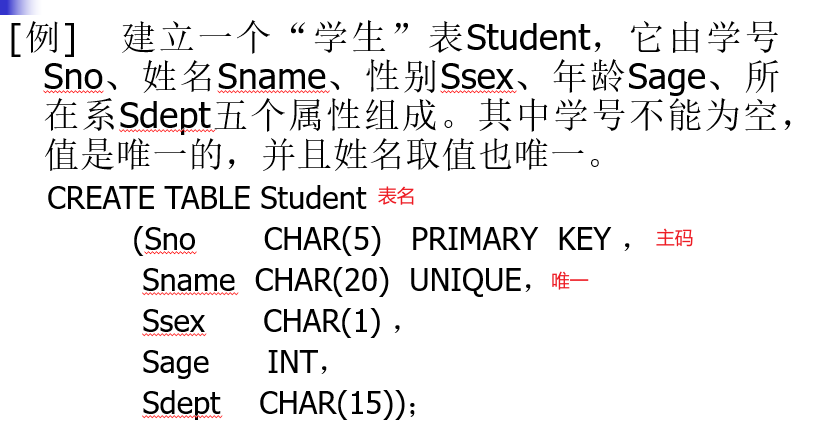 [例]　建立一个“学生”表Student，它由学号
Sno、姓名Sname、性别Ssex、年龄Sage、所
在系Sdept五个属性组成。其中学号不能为空，
值是唯一的，并且姓名取值也唯一。
CREATE TABLE Student 表名
(Sno CHAR(5) PRIMARY KEY， 主码
Sname CHAR(20) UNIQUE， 唯一
Ssex CHAR(1)，
Sage INT，
Sdept CHAR(15))；